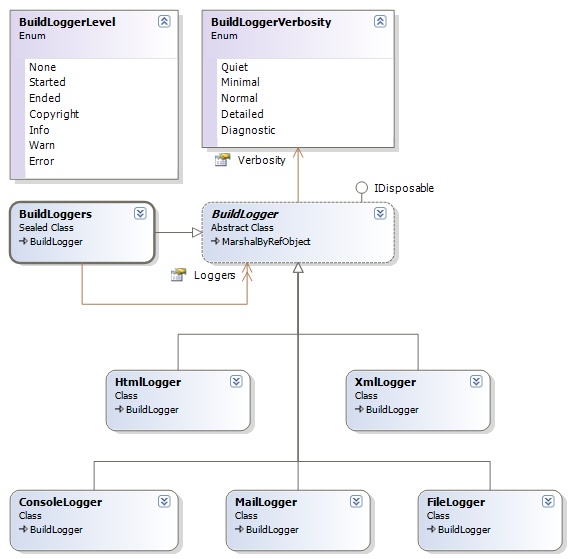 BuildLoggerLevel
Enum
None
Started
Ended
Copyright
Info
Warn
Error
BuildLoggerVerbosity
Enum
Quiet
Minimal
Normal
Detailed
Diagnostic
Verbosity
IDisposable
BuildLoggers
Sealed Class
BuildLogger
BuildLogger
Abstract Class
MarshalByRefObject
Loggers
HtmlLogger
Class
BuildLogger
XmlLogger
Class
BuildLogger
ConsoleLogger
Class
BuildLogger
MailLogger
Class
BuildLogger
FileLogger
Class
BuildLogger